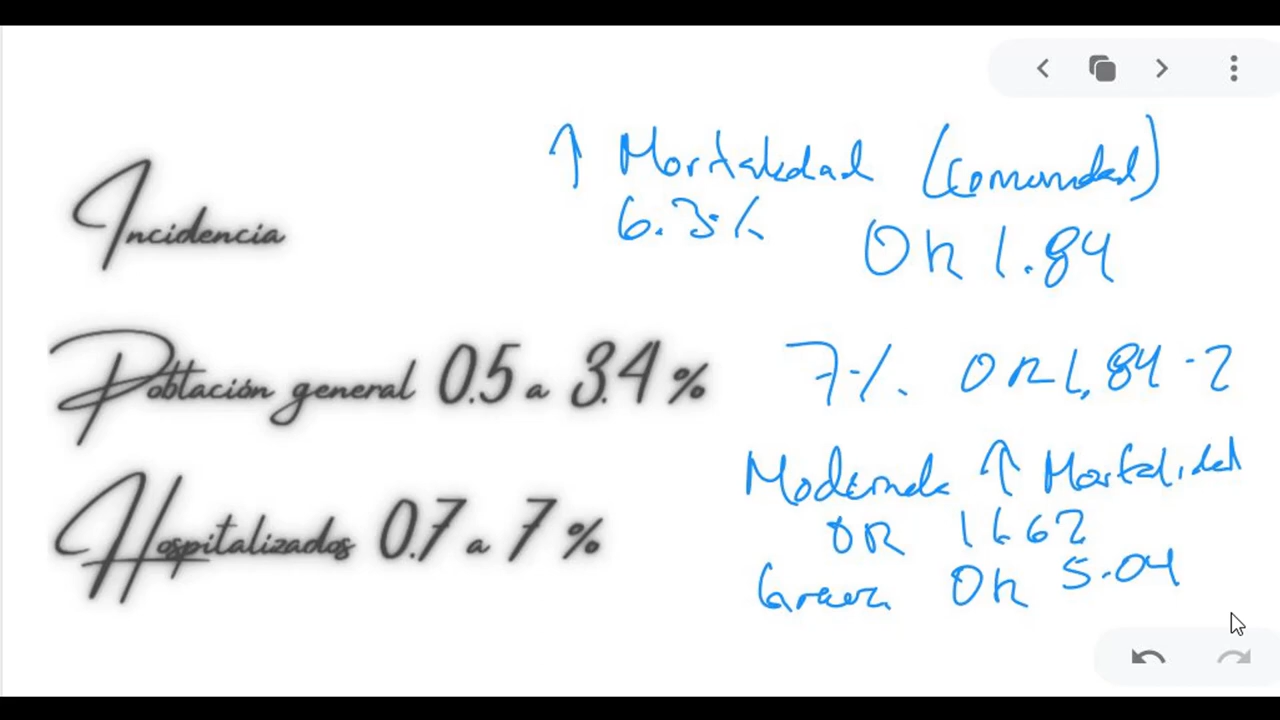 ↑ Mortalidad (Comunidad)
Incidencia
6.3%
OR 1.84
Población general 0.5 a 3.4 %
7%. OR 1,84 - 2
Moderada ↑ Mortalidad
Hospitalizados 0.7 a 7 %
OR 1.62
Grave OR 5.04